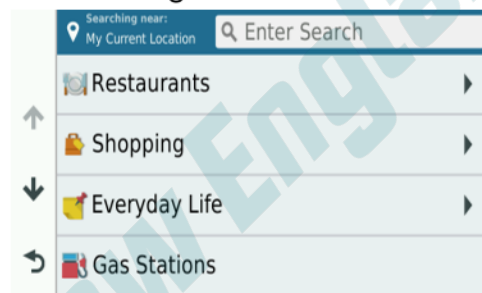 Searching near:
My Current Location
Enter Search
Restaurants
Shopping
Everyday Life
Gas Stations